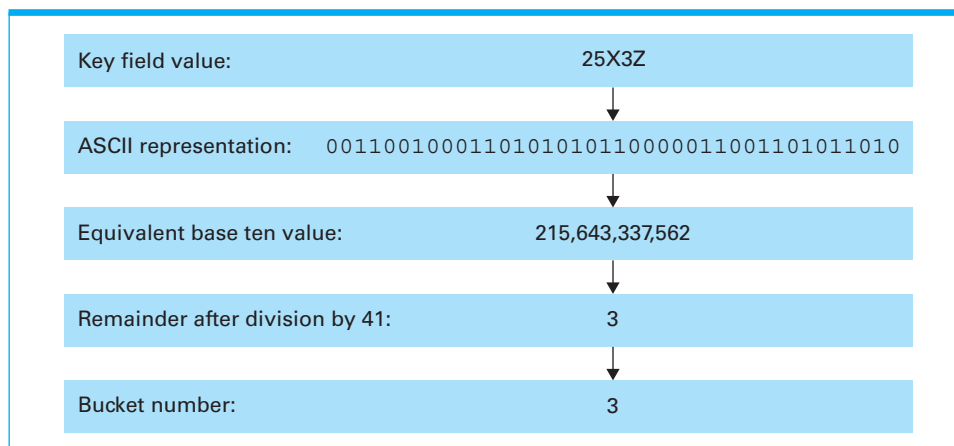 Key field value: 25X3Z
ASCII representation: 0011001000110101010110000011001101011010
Equivalent base ten value: 215,643,337,562
Remainder after division by 41: 3
Bucket number: 3